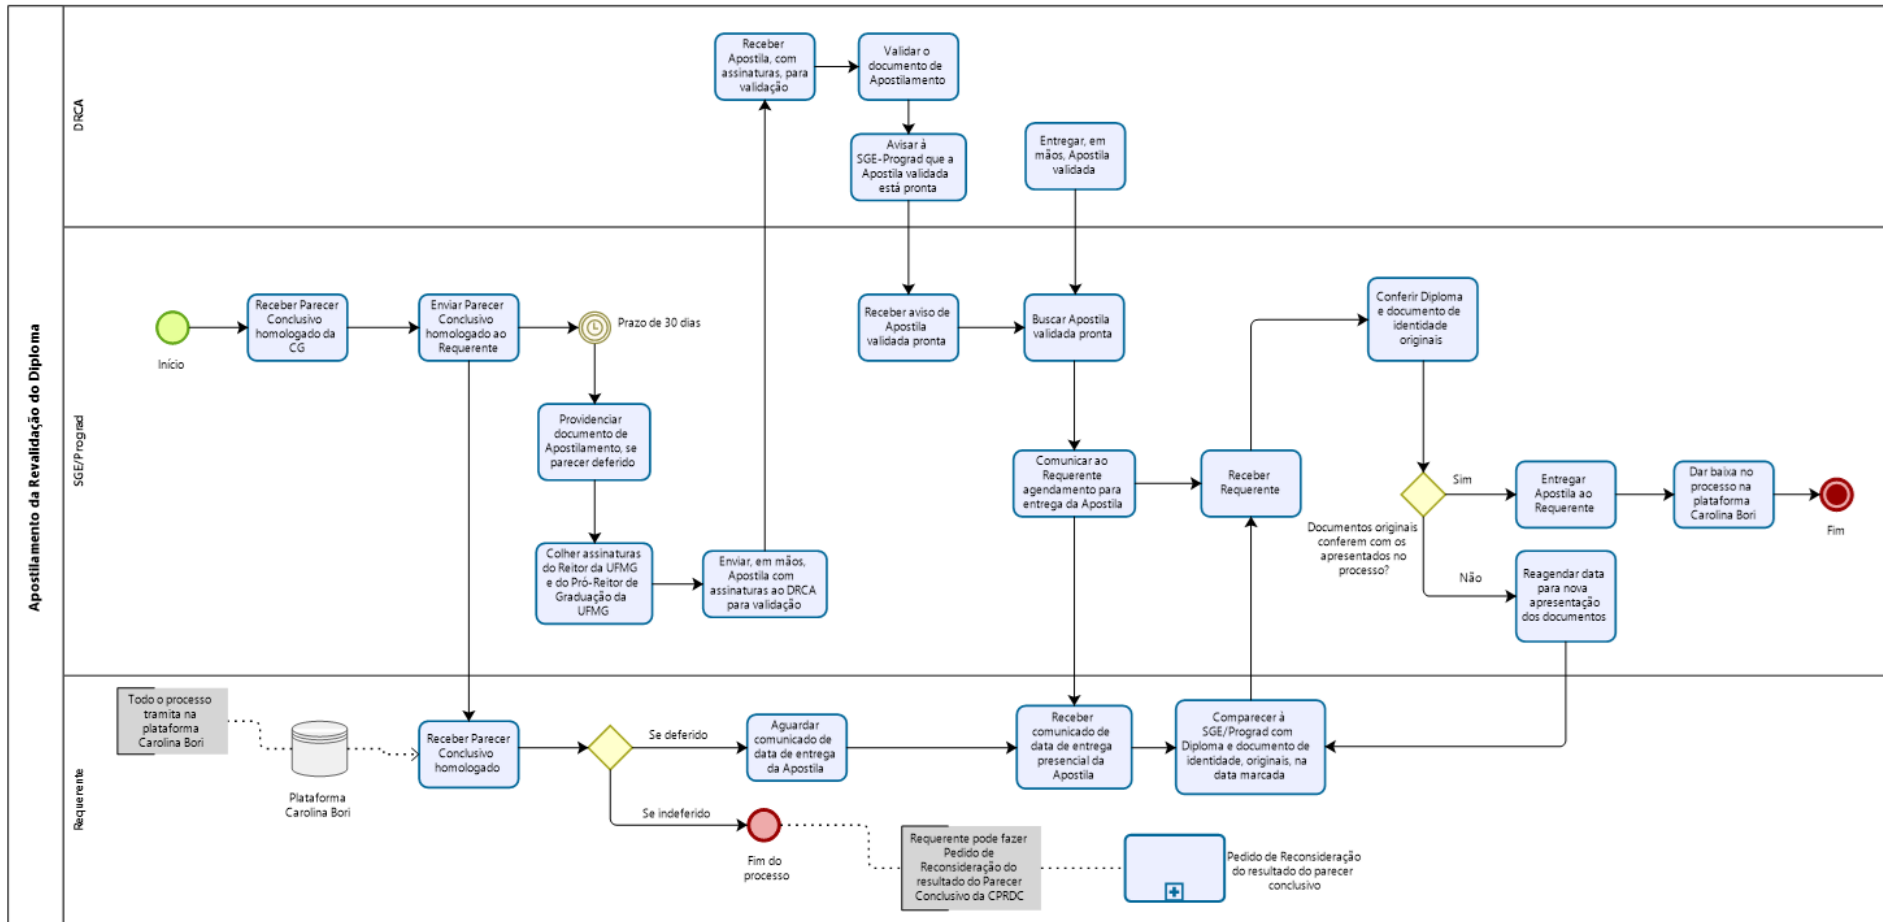 Apostilamento da Revalidação do Diploma
DRCA
Receber
Apostila, com
assinaturas, para
validação
Validar o
documento de
Apostilamento
Avisar à
SGE-Prograd que a
Apostila validada
está pronta
Entregar, em
mãos, Apostila
validada
SGE/Prograd
Início
Receber Parecer
Conclusivo
homologado da
CG
Enviar Parecer
Conclusivo
homologado ao
Requerente
Prazo de 30 dias
Providenciar
documento de
Apostilamento, se
parecer deferido
Colher assinaturas
do Reitor da UFMG
e do Pró-Reitor de
Graduação da
UFMG
Enviar, em mãos,
Apostila com
assinaturas ao DRCA
para validação
Receber aviso de
Apostila
validada pronta
Buscar Apostila
validada pronta
Comunicar ao
Requerente
agendamento para
entrega da Apostila
Receber
Requerente
Conferir Diploma
e documento de
identidade
originais
Documentos originais
conferem com os
apresentados no
processo?
Sim
Entregar
Apostila ao
Requerente
Dar baixa no
processo na
plataforma
Carolina Bori
Fim
Não
Reagendar data
para nova
apresentação
dos documentos
Requerente
Todo o processo
tramita na
plataforma
Carolina Bori
Plataforma
Carolina Bori
Receber Parecer
Conclusivo
homologado
Se deferido
Aguardar
comunicado de
data de entrega
da Apostila
Receber
comunicado de
data de entrega
presencial da
Apostila
Comparecer à
SGE/Prograd com
Diploma e documento de
identidade, originais, na
data marcada
Se indeferido
Fim do
processo
Requerente pode fazer
Pedido de
Reconsideração do
resultado do Parecer
Conclusivo da CPRDC
Pedido de Reconsideração
do resultado do parecer
conclusivo